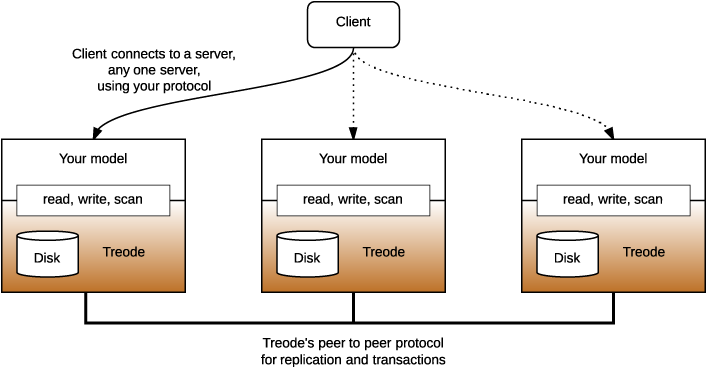 Client
Client connects to a server,
any one server,
using your protocol
Your model
read, write, scan
Disk
Treode
Your model
read, write, scan
Disk
Treode
Your model
read, write, scan
Disk
Treode
Treode's peer to peer protocol
for replication and transactions